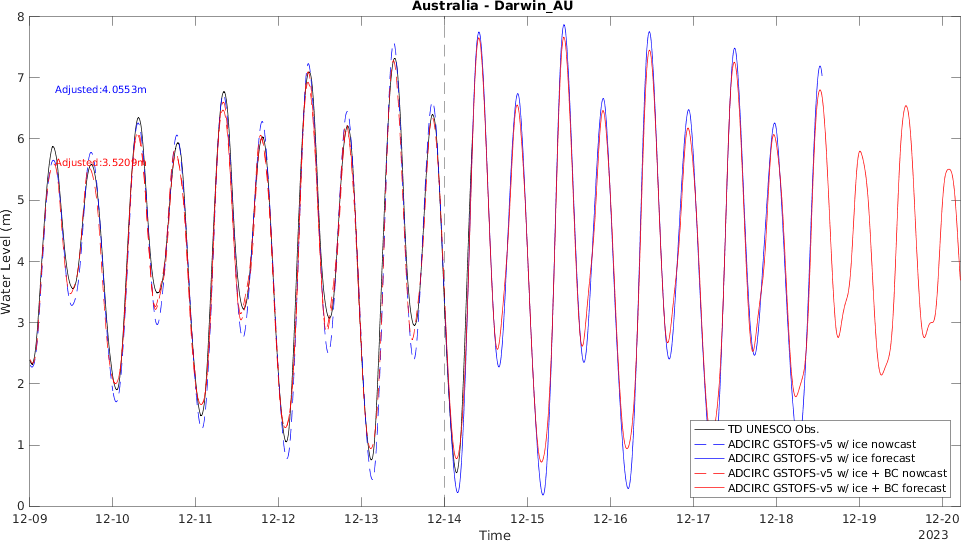 Australia - Darwin_AU
8
7
6
5
4
3
2
1
0
Water Level (m)
Adjusted:4.0553m
Adjusted:3.5209m
TD UNESCO Obs.
ADCIRC GSTOFS-v5 w/ ice nowcast
ADCIRC GSTOFS-v5 w/ ice forecast
ADCIRC GSTOFS-v5 w/ ice + BC nowcast
ADCIRC GSTOFS-v5 w/ ice + BC forecast
12-09 12-10 12-11 12-12 12-13 12-14 12-15 12-16 12-17 12-18 12-19 12-20
Time
2023